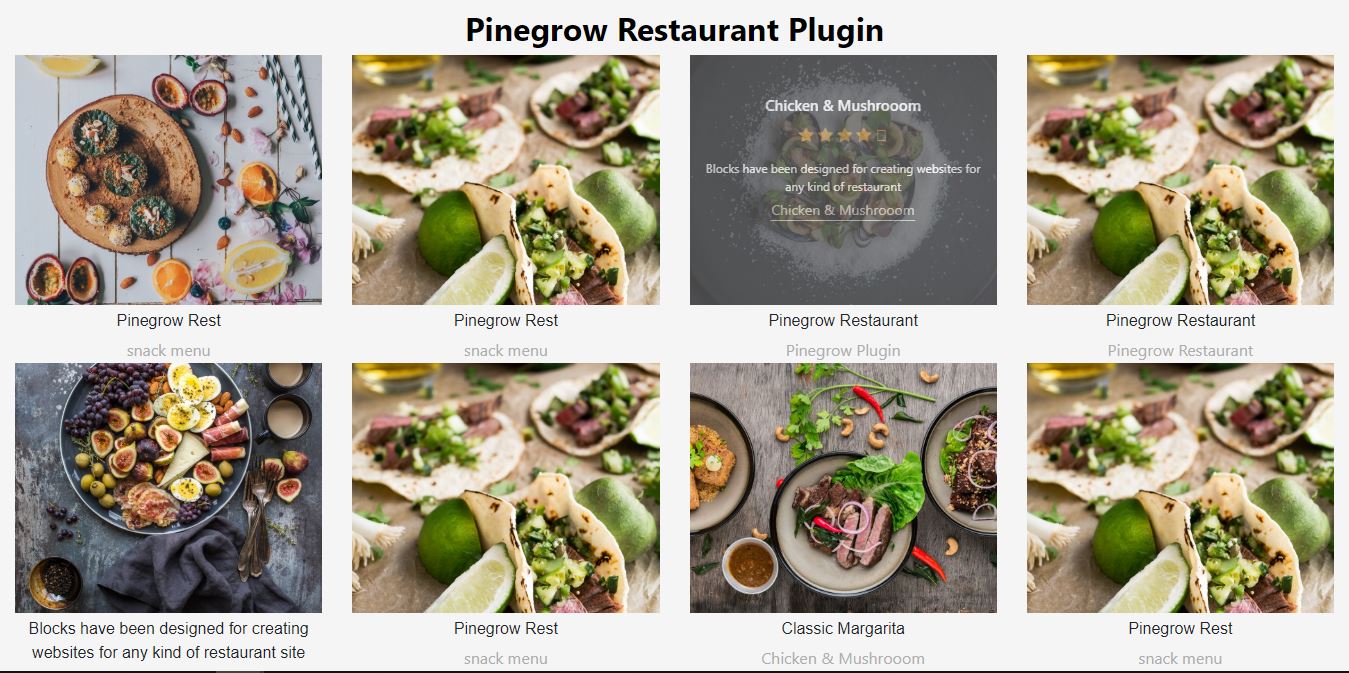 Pinegrow Restaurant Plugin
Chicken & Mushrooom
Blocks have been designed for creating websites for
any kind of restaurant
Chicken & Mushrooom
Pinegrow Rest
snack menu
Pinegrow Rest
snack menu
Pinegrow Restaurant
Pinegrow Plugin
Pinegrow Restaurant
Pinegrow Restaurant
Blocks have been designed for creating
websites for any kind of restaurant site
Pinegrow Rest
snack menu
Classic Margarita
Chicken & Mushrooom
Pinegrow Rest
snack menu